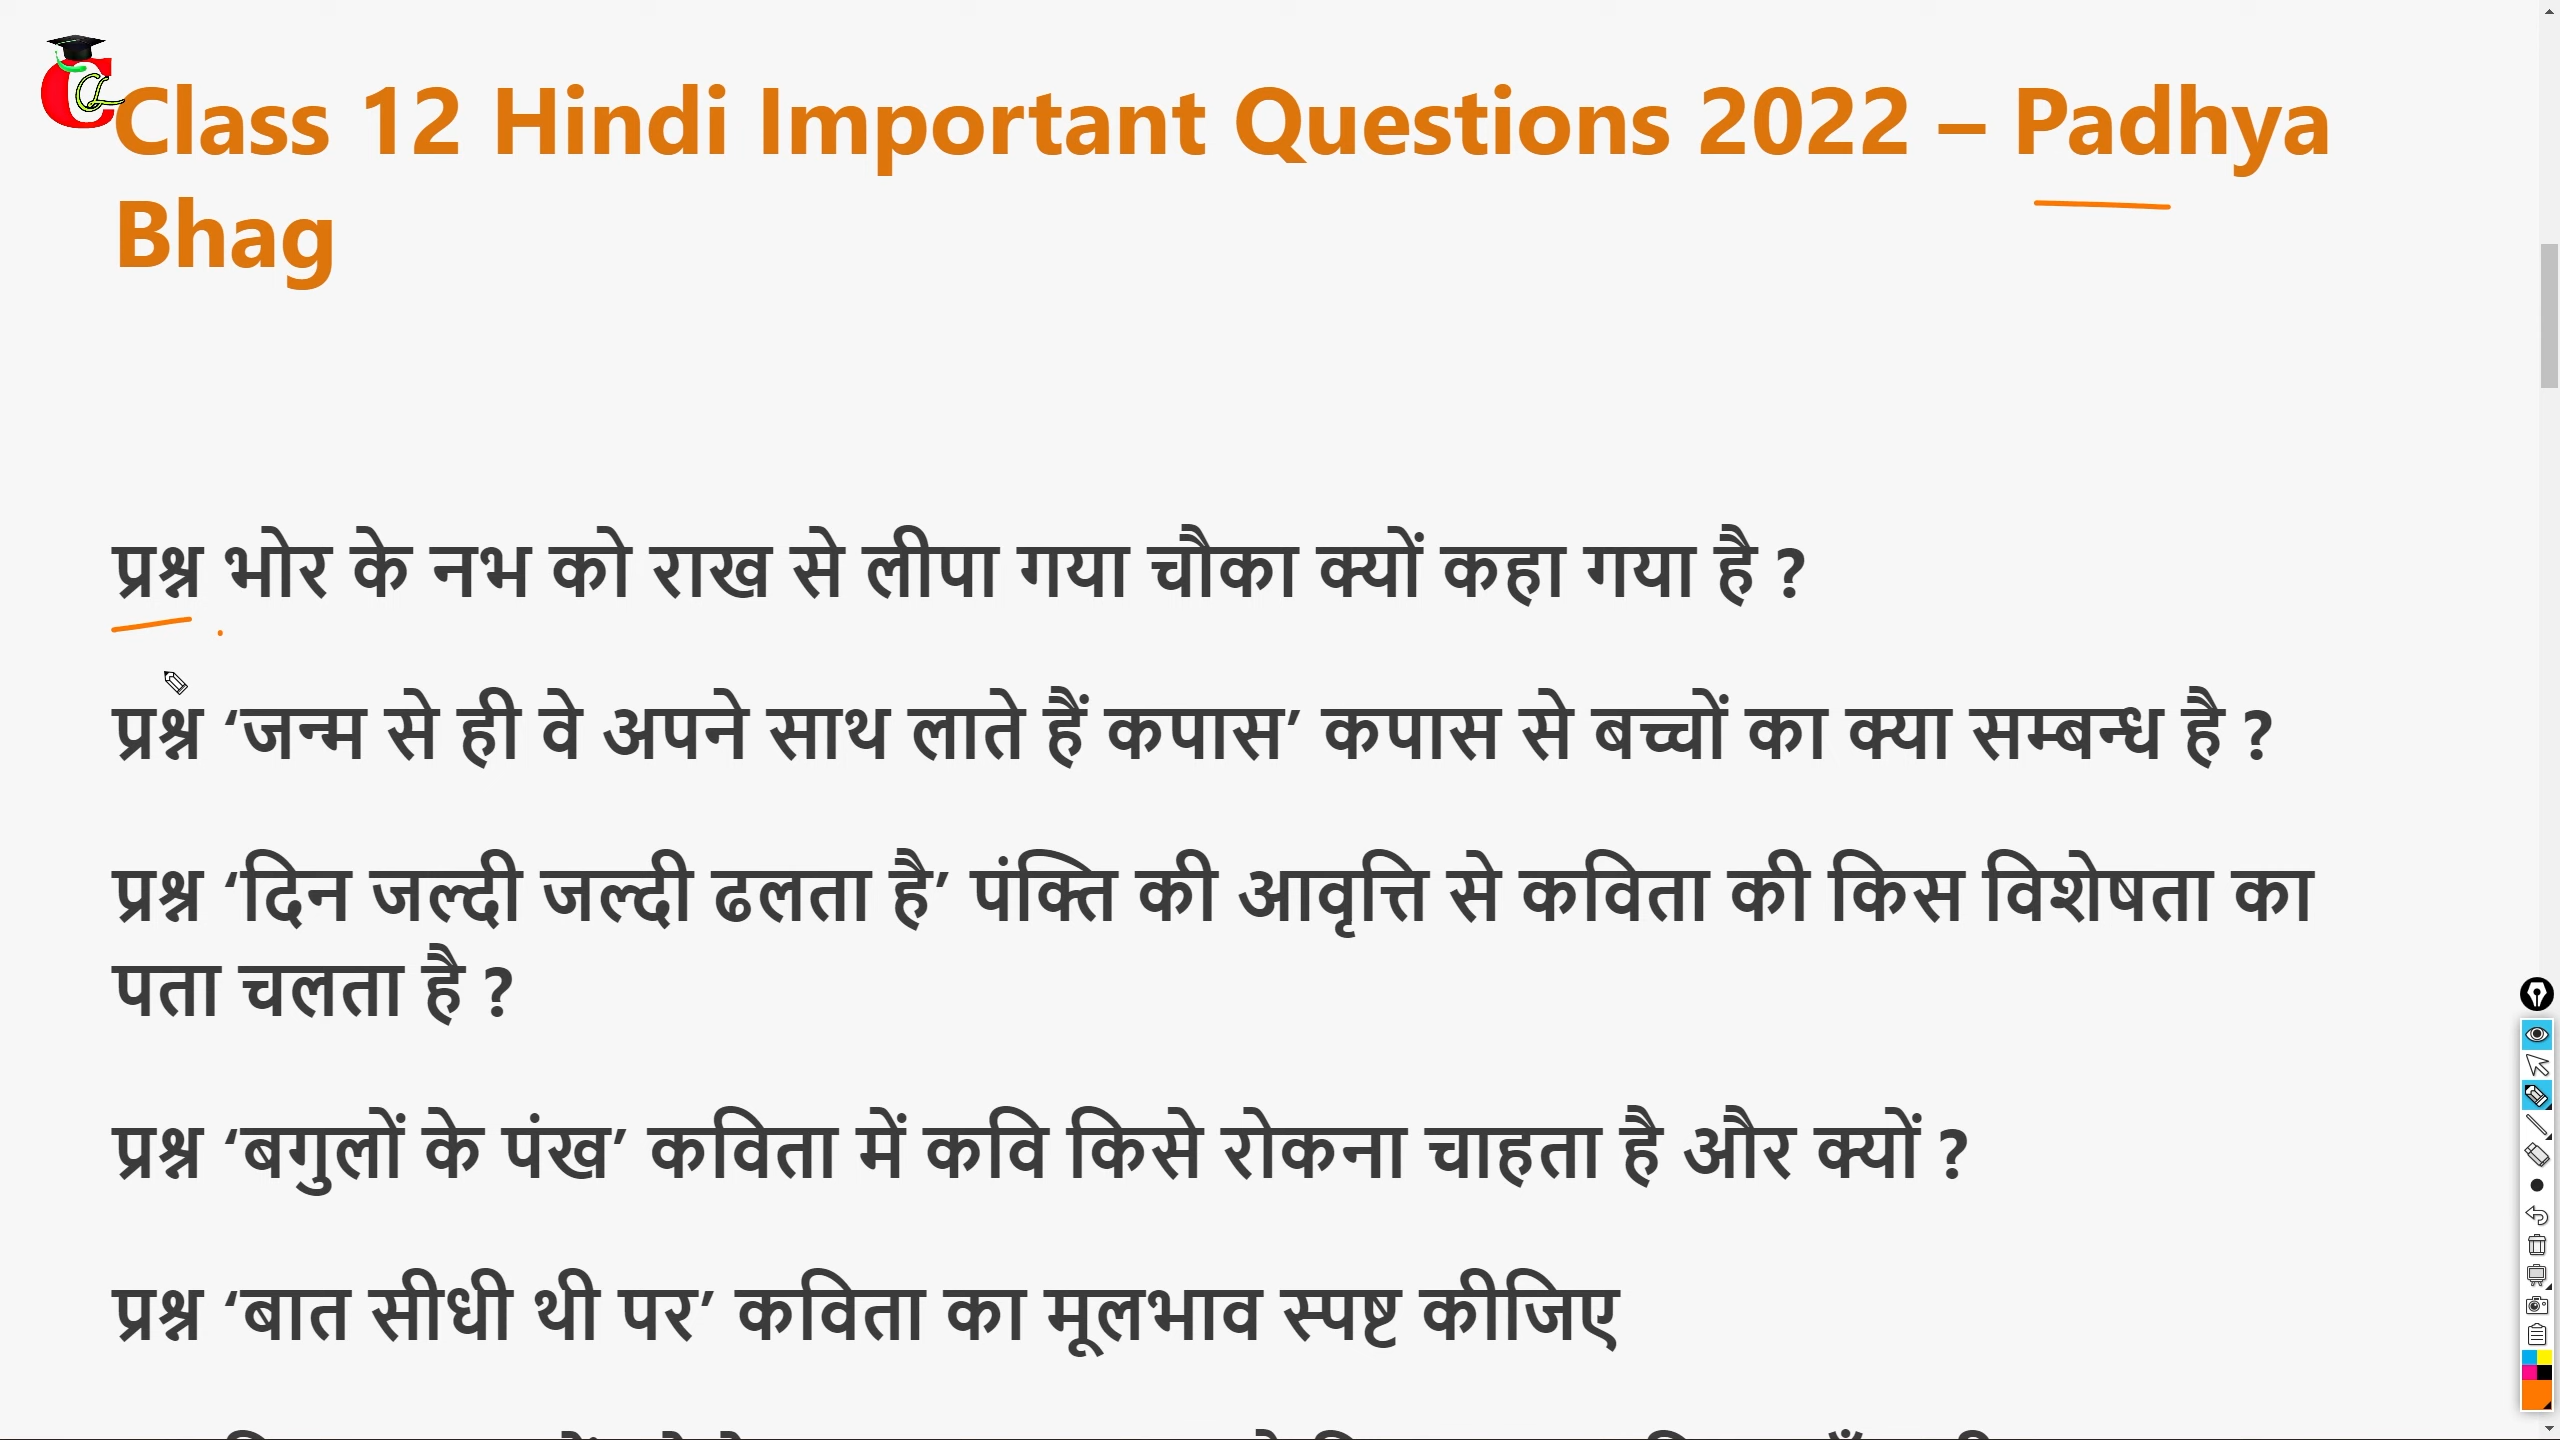 Class 12 Hindi Important Questions 2022 – Padhya
Bhag
प्रश्न भोर के नभ को राख से लीपा गया चौका क्यों कहा गया है ?
प्रश्न ‘जन्म से ही वे अपने साथ लाते हैं कपास’ कपास से बच्चों का क्या सम्बन्ध है ?
प्रश्न ‘दिन जल्दी जल्दी ढलता है’ पंक्ति की आवृत्ति से कविता की किस विशेषता का
पता चलता है ?
प्रश्न ‘बगुलों के पंख’ कविता में कवि किसे रोकना चाहता है और क्यों ?
प्रश्न ‘बात सीधी थी पर’ कविता का मूलभाव स्पष्ट कीजिए